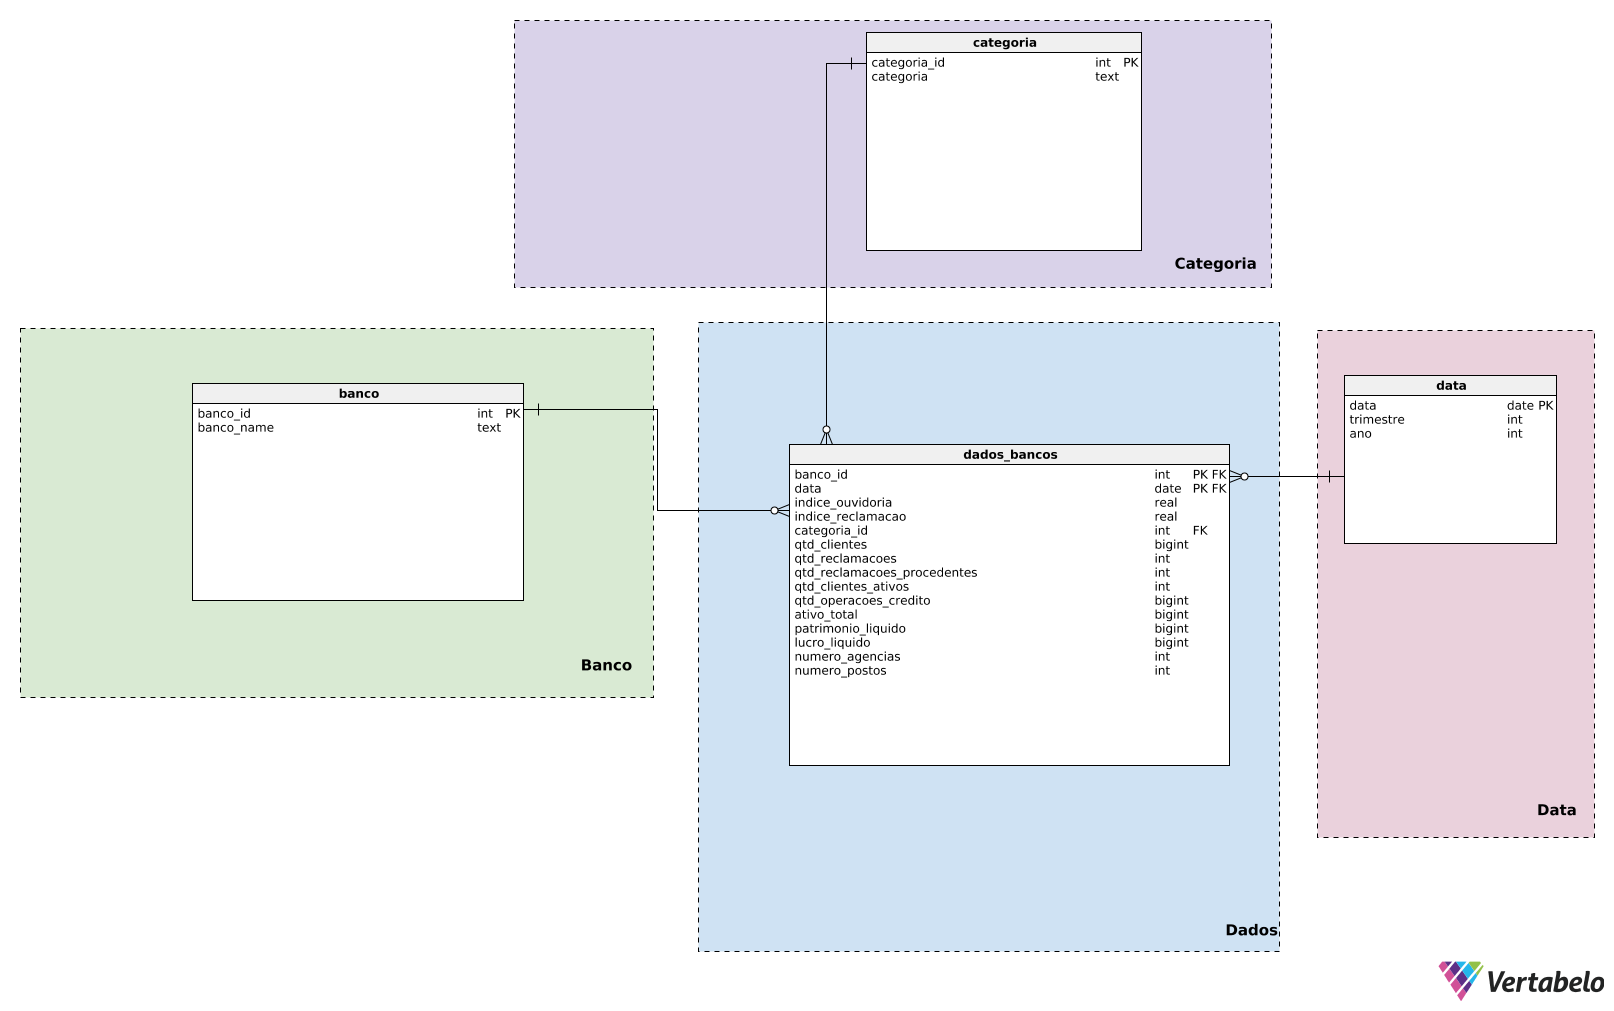 categoria
categoria_id int PK
categoria text
Categoria
banco
banco_id int PK
banco_name text
Banco
dados_bancos
banco_id int PK FK
data date PK FK
indice_ouvidoria real
indice_reclamacao real
categoria_id int FK
qtd_clientes bigint
qtd_reclamacoes int
qtd_reclamacoes_procedentes int
qtd_clientes_ativos int
qtd_operacoes_credito bigint
ativo_total bigint
patrimonio_liquido bigint
lucro_liquido bigint
numero_agencias int
numero_postos int
Dados
data
data date PK
trimestre int
ano int
Data
Vertabelo